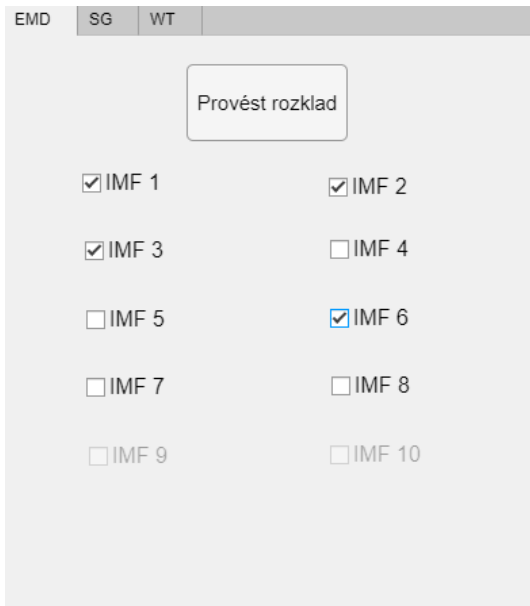 EMD SG WT
Provést rozklad
IMF 1 IMF 2
IMF 3 IMF 4
IMF 5 IMF 6
IMF 7 IMF 8
IMF 9 IMF 10